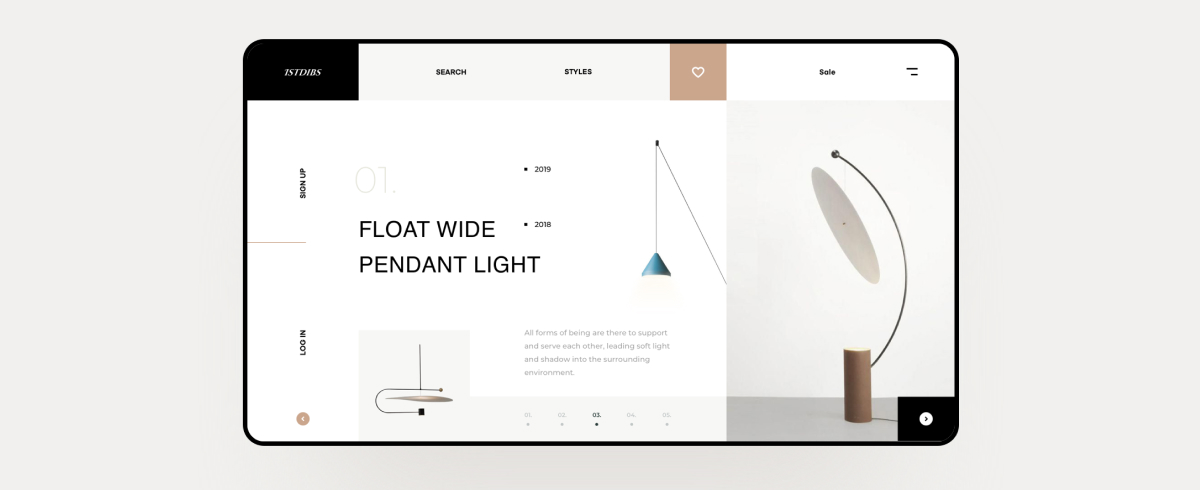 1STDIBS
SEARCH
STYLES
Sale
SIGN UP
LOG IN
01.
FLOAT WIDE
PENDANT LIGHT
2019
2018
All forms of being are there to support
and serve each other, leading soft light
and shadow into the surrounding
environment.
01. 02. 03. 04. 05.